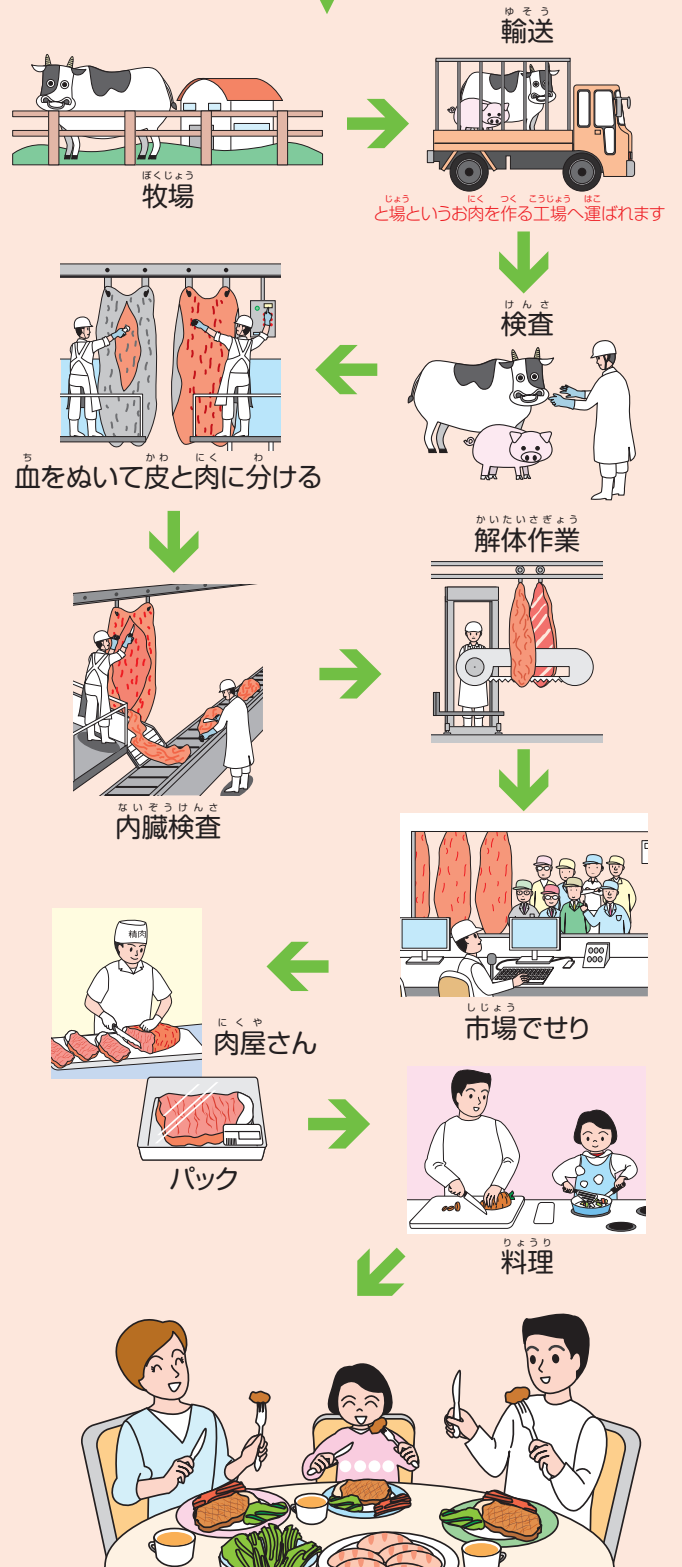 ぼくじょう
牧場
ゆそう
輸送
じょう にく つく こうじょう はこ
と場というお肉を作る工場へ運ばれます
けんさ
検査
ち かわ にく わ
血をぬいて皮と肉に分ける
ないぞうけんさ
内臓検査
かいたいさぎょう
解体作業
しじょう
市場でせり
精肉
にくや
肉屋さん
パック
りょうり
料理